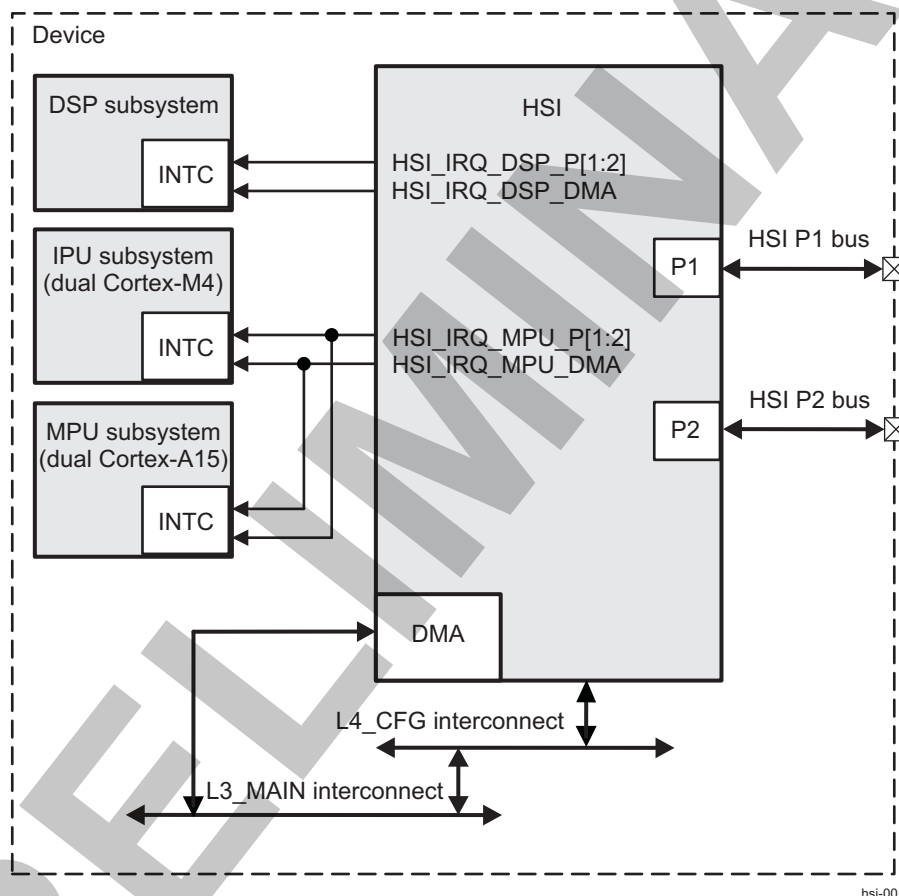 Device
DSP subsystem
INTC
HSI
HSI_IRQ_DSP_P[1:2]
HSI_IRQ_DSP_DMA
IPU subsystem
(dual Cortex-M4)
INTC
HSI_IRQ_MPU_P[1:2]
HSI_IRQ_MPU_DMA
P1
HSI P1 bus
MPU subsystem
(dual Cortex-A15)
INTC
P2
HSI P2 bus
DMA
L4_CFG interconnect
L3_MAIN interconnect
hsi-00